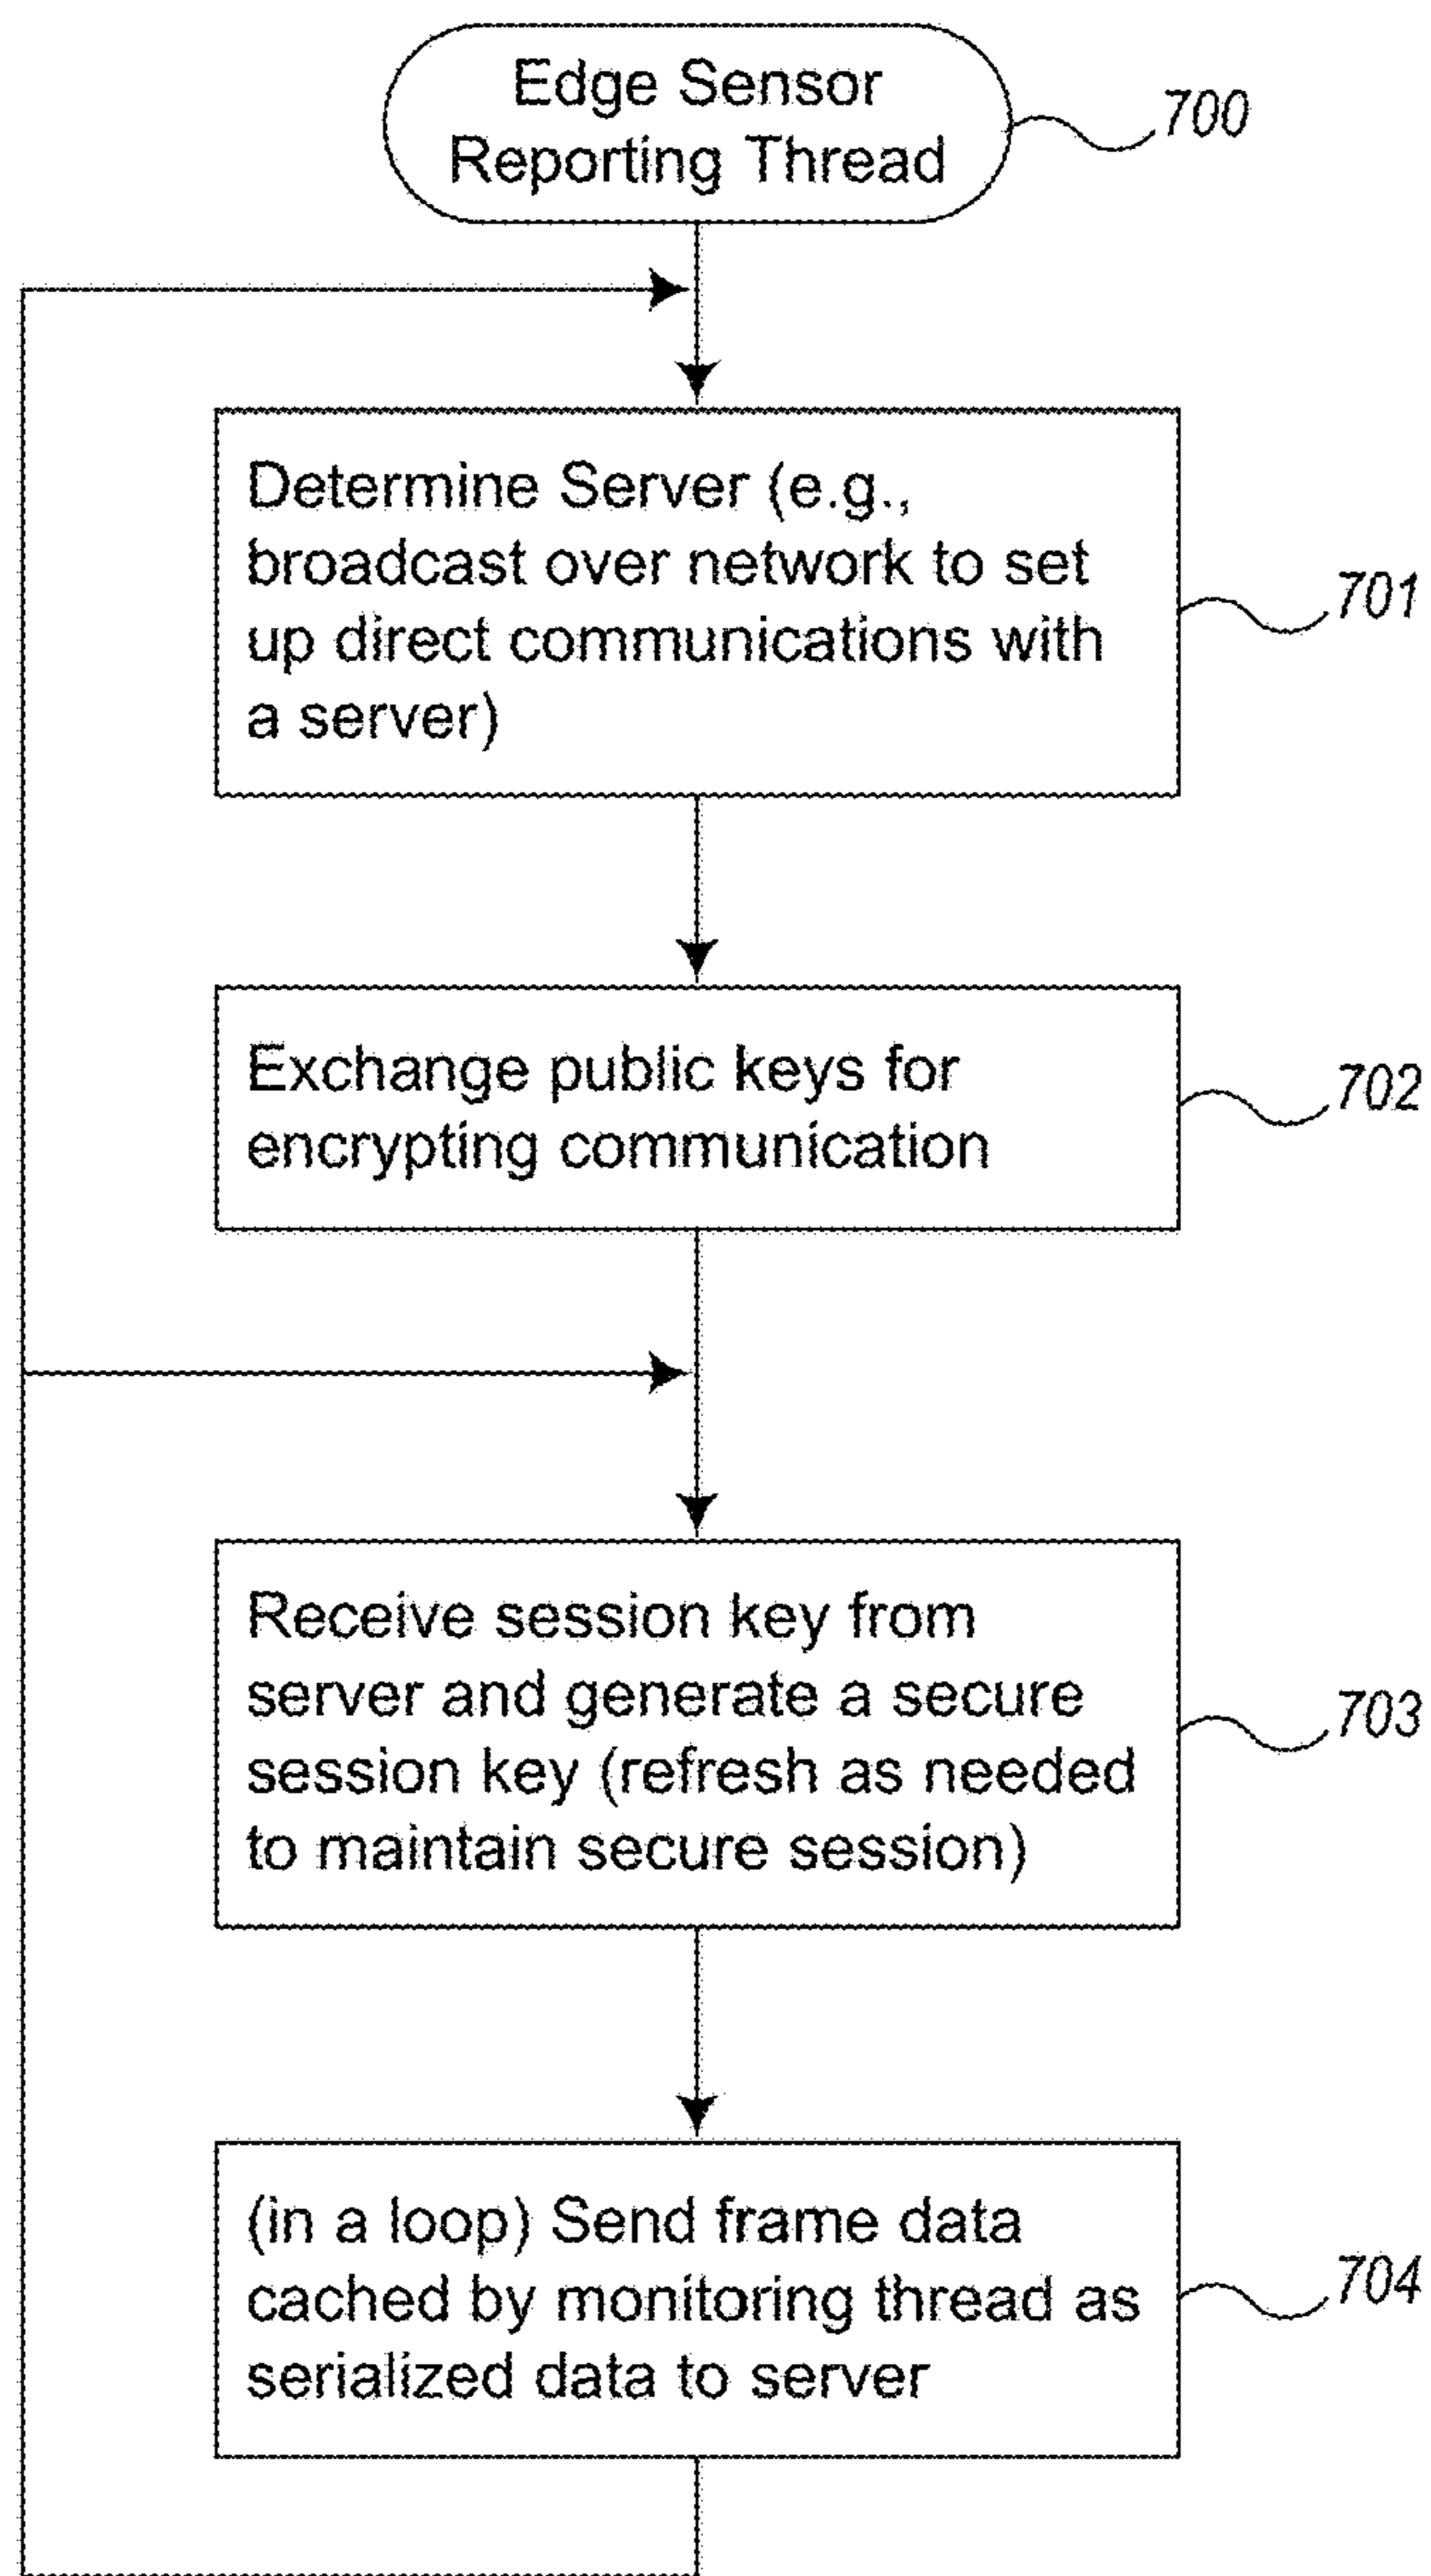 Edge Sensor
Reporting Thread
700
Determine Server (e.g.,
broadcast over network to set
up direct communications with
a server)
701
Exchange public keys for
encrypting communication
702
Receive session key from
server and generate a secure
session key (refresh as needed
to maintain secure session)
703
(in a loop) Send frame data
cached by monitoring thread as
serialized data to server
704